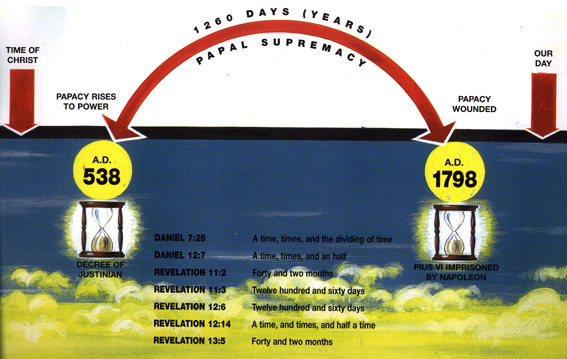 1260 DAYS (YEARS)
PAPAL SUPREMACY
TIME OF
CHRIST
OUR
DAY
PAPACY RISES
TO POWER
PAPACY
WOUNDED
A.D.
538
A.D.
1798
DECREE OF
JUSTINIAN
PIUS VI IMPRISONED
BY NAPOLEON
DANIEL 7:25 A time, times, and the dividing of time
DANIEL 12:7 A time, times, and an half
REVELATION 11:2 Forty and two months
REVELATION 11:3 Twelve hundred and sixty days
REVELATION 12:6 Twelve hundred and sixty days
REVELATION 12:14 A time, and times, and half a time
REVELATION 13:5 Forty and two months